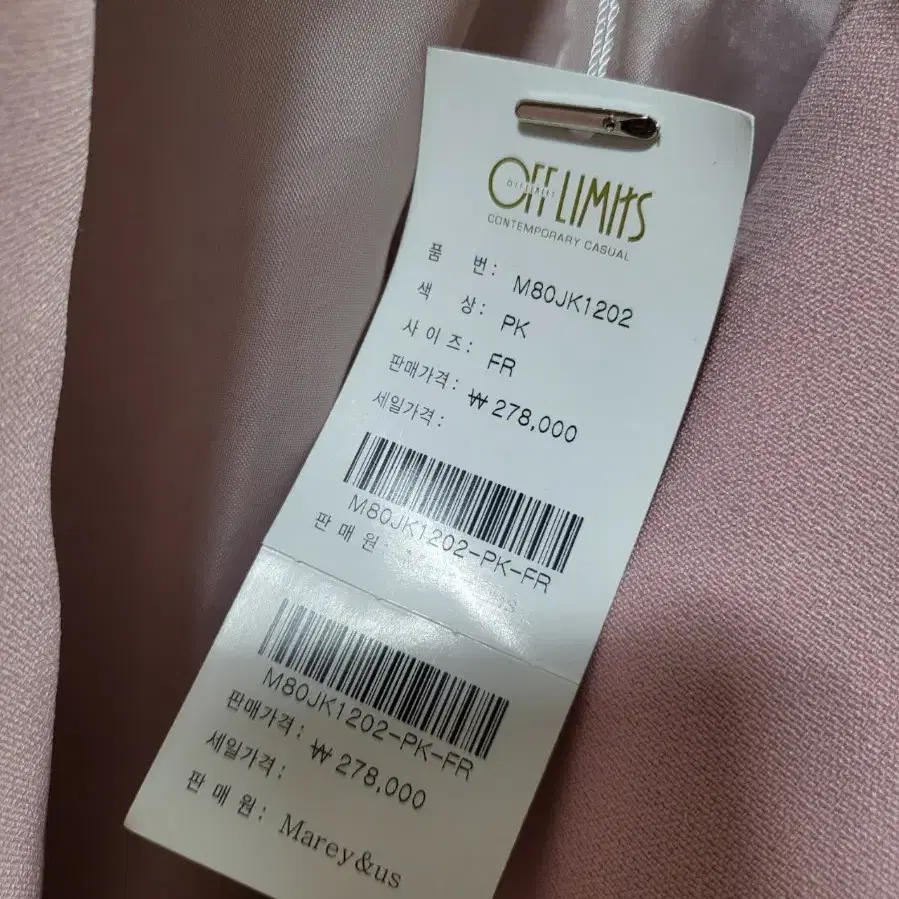 OFF LIMITS
CONTEMPORARY CASUAL
품 번: M80JK1202
색 상: PK
사이즈: FR
판매가격: ₩ 278,000
세일가격:
M80JK1202-PK-FR
판 매 원:
M80JK1202-PK-FR
판매가격: ₩ 278,000
세일가격:
판 매 원: Marey&us